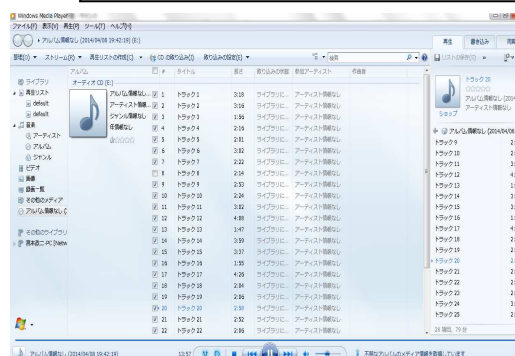 Windows Media Player
ファイル(F) 表示(V) 再生(P) ツール(T) ヘルプ(H)
アルバム情報なし (2014/04/08 19:42:19) (E:)
再生 書き込み 同期
整理(O) ストリーム(R) 再生リストの作成(C) CD の取り込み(I) 取り込みの設定(E) 検索 リストの保存(S)
アルバム # タイトル 長さ 取り込みの状態 参加アーティスト 作曲者
ライブラリ
再生リスト
default
default
音楽
アーティスト
アルバム
ジャンル
ビデオ
画像
録画一覧
その他のメディア
アルバム情報なし (
その他のライブラリ
オーディオ CD (E:)
アルバム情報なし...
アーティスト情報...
ジャンル情報なし
年情報なし
1 トラック 1 3:18 ライブラリに... アーティスト情報なし
2 トラック 2 3:16 ライブラリに... アーティスト情報なし
3 トラック 3 1:56 ライブラリに... アーティスト情報なし
4 トラック 4 2:16 ライブラリに... アーティスト情報なし
5 トラック 5 2:01 ライブラリに... アーティスト情報なし
6 トラック 6 3:02 ライブラリに... アーティスト情報なし
7 トラック 7 2:22 ライブラリに... アーティスト情報なし
8 トラック 8 2:14 ライブラリに... アーティスト情報なし
9 トラック 9 2:53 ライブラリに... アーティスト情報なし
10 トラック 10 2:24 ライブラリに... アーティスト情報なし
11 トラック 11 3:02 ライブラリに... アーティスト情報なし
12 トラック 12 4:08 ライブラリに... アーティスト情報なし
13 トラック 13 1:47 ライブラリに... アーティスト情報なし
14 トラック 14 3:59 ライブラリに... アーティスト情報なし
15 トラック 15 3:37 ライブラリに... アーティスト情報なし
16 トラック 16 1:55 ライブラリに... アーティスト情報なし
17 トラック 17 4:26 ライブラリに... アーティスト情報なし
18 トラック 18 2:04 ライブラリに... アーティスト情報なし
19 トラック 19 2:06 ライブラリに... アーティスト情報なし
20 トラック 20 2:58 ライブラリに... アーティスト情報なし
21 トラック 21 2:52 ライブラリに... アーティスト情報なし
22 トラック 22 2:06 ライブラリに... アーティスト情報なし
トラック 20
アルバム情報なし (201
ショップ
アルバム情報なし (2014/04/08
トラック 9
トラック 10
トラック 11
トラック 12
トラック 13
トラック 14
トラック 15
トラック 16
トラック 17
トラック 18
トラック 19
トラック 20
トラック 21
トラック 22
トラック 23
トラック 24
トラック 25
26 項目, 79 分
アルバム情報なし (2014/04/08 19:42:19) 13:57 不明なアルバムのメディア情報を取得しています